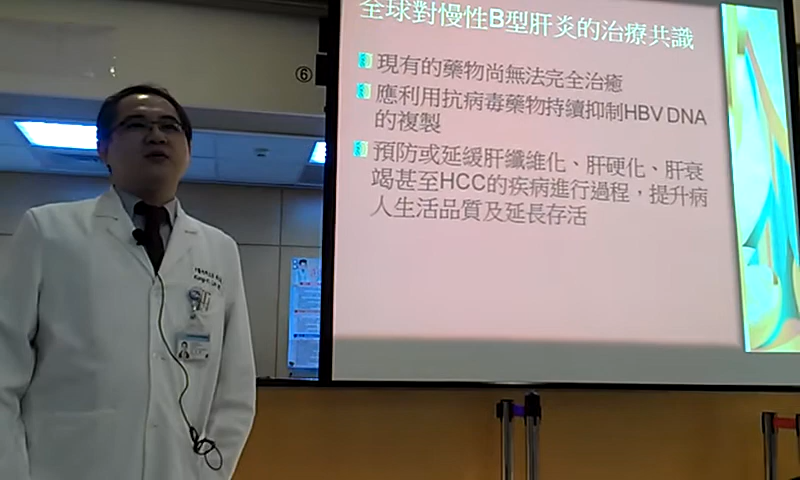 全球對慢性B型肝炎的治療共識
現有的藥物尚無法完全治癒
應利用抗病毒藥物持續抑制HBV DNA
的複製
預防或延緩肝纖維化、肝硬化、肝衰
竭甚至HCC的疾病進行過程，提升病
人生活品質及延長存活
⑥